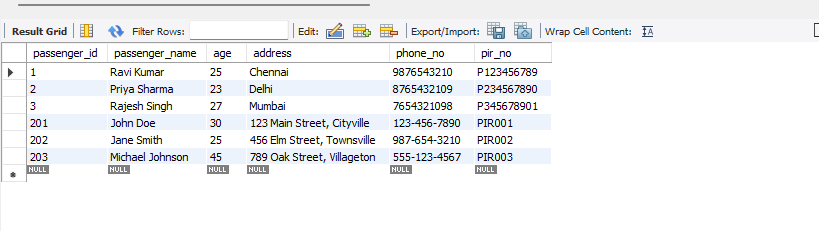 Result Grid Filter Rows: Edit: Export/Import: Wrap Cell Content: IA
passenger_id passenger_name age address phone_no pir_no
1 Ravi Kumar 25 Chennai 9876543210 P123456789
2 Priya Sharma 23 Delhi 8765432109 P234567890
3 Rajesh Singh 27 Mumbai 7654321098 P345678901
201 John Doe 30 123 Main Street, Cityville 123-456-7890 PIR001
202 Jane Smith 25 456 Elm Street, Townsville 987-654-3210 PIR002
203 Michael Johnson 45 789 Oak Street, Villageton 555-123-4567 PIR003
NULL NULL NULL NULL NULL NULL